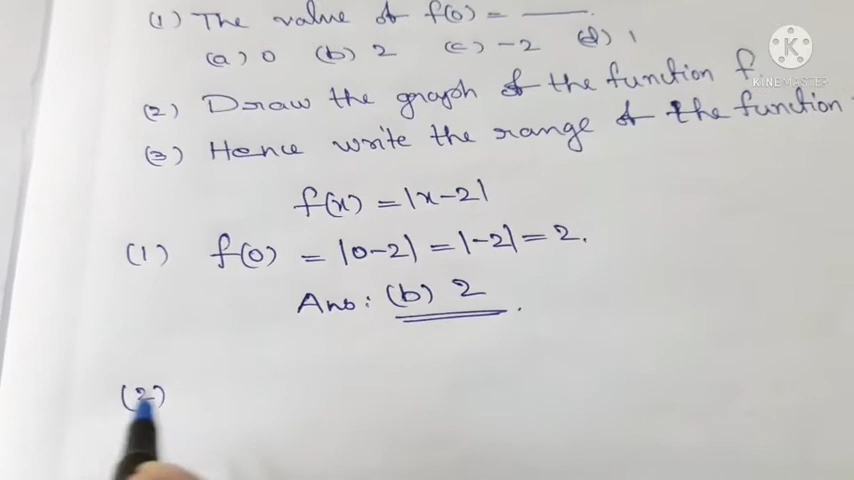 (1) The value of f(0) = ____.
(a) 0 (b) 2 (c) -2 (d) 1
(2) Draw the graph of the function f
(3) Hence write the range of the function
f(x) = |x-2|
(1) f(0) = |0-2| = |-2| = 2.
Ans: (b) 2.
(2)
K
KINEMASTER